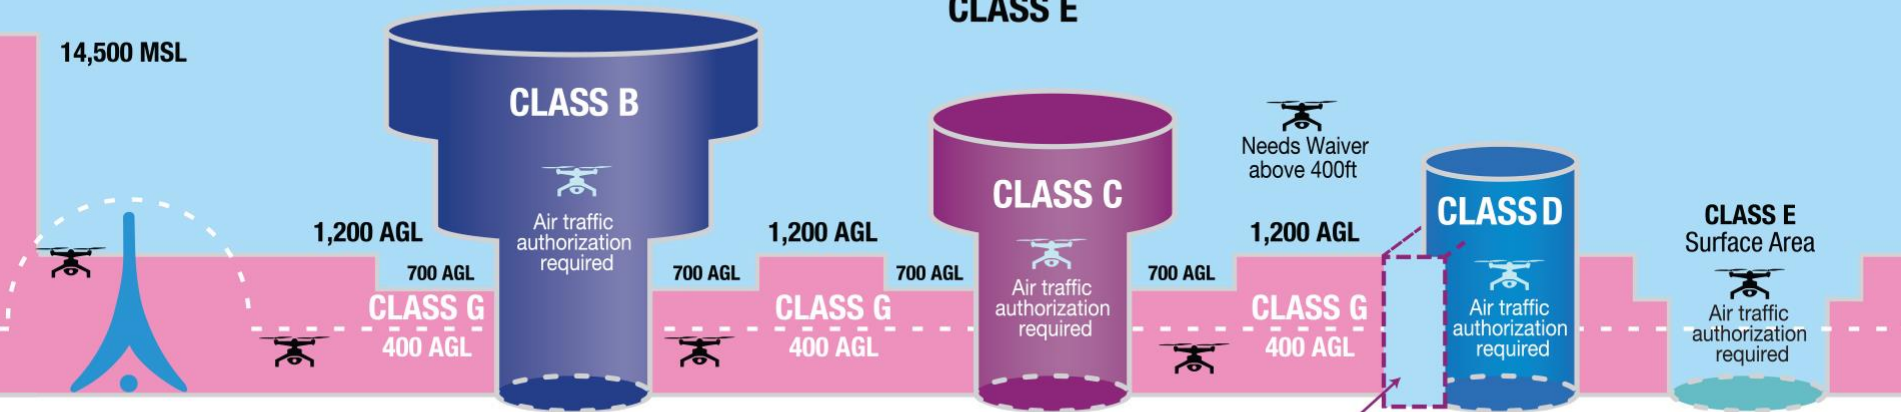 CLASS E
14,500 MSL
CLASS B
Air traffic
authorization
required
1,200 AGL
700 AGL
CLASS G
400 AGL
700 AGL
1,200 AGL
700 AGL
CLASS G
400 AGL
CLASS C
Air traffic
authorization
required
Needs Waiver
above 400ft
1,200 AGL
700 AGL
CLASS G
400 AGL
CLASS D
Air traffic
authorization
required
CLASS E
Surface Area
Air traffic
authorization
required